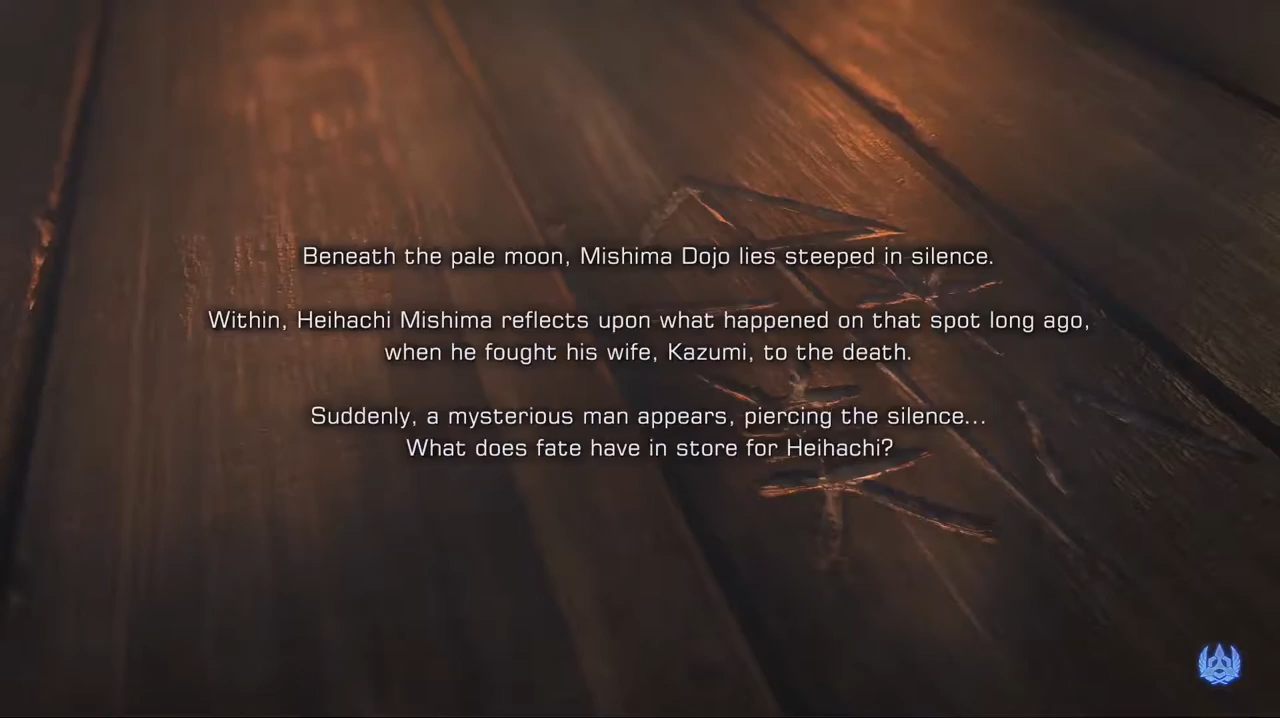 Beneath the pale moon, Mishima Dojo lies steeped in silence.
Within, Heihachi Mishima reflects upon what happened on that spot long ago,
when he fought his wife, Kazumi, to the death.
Suddenly, a mysterious man appears, piercing the silence...
What does fate have in store for Heihachi?